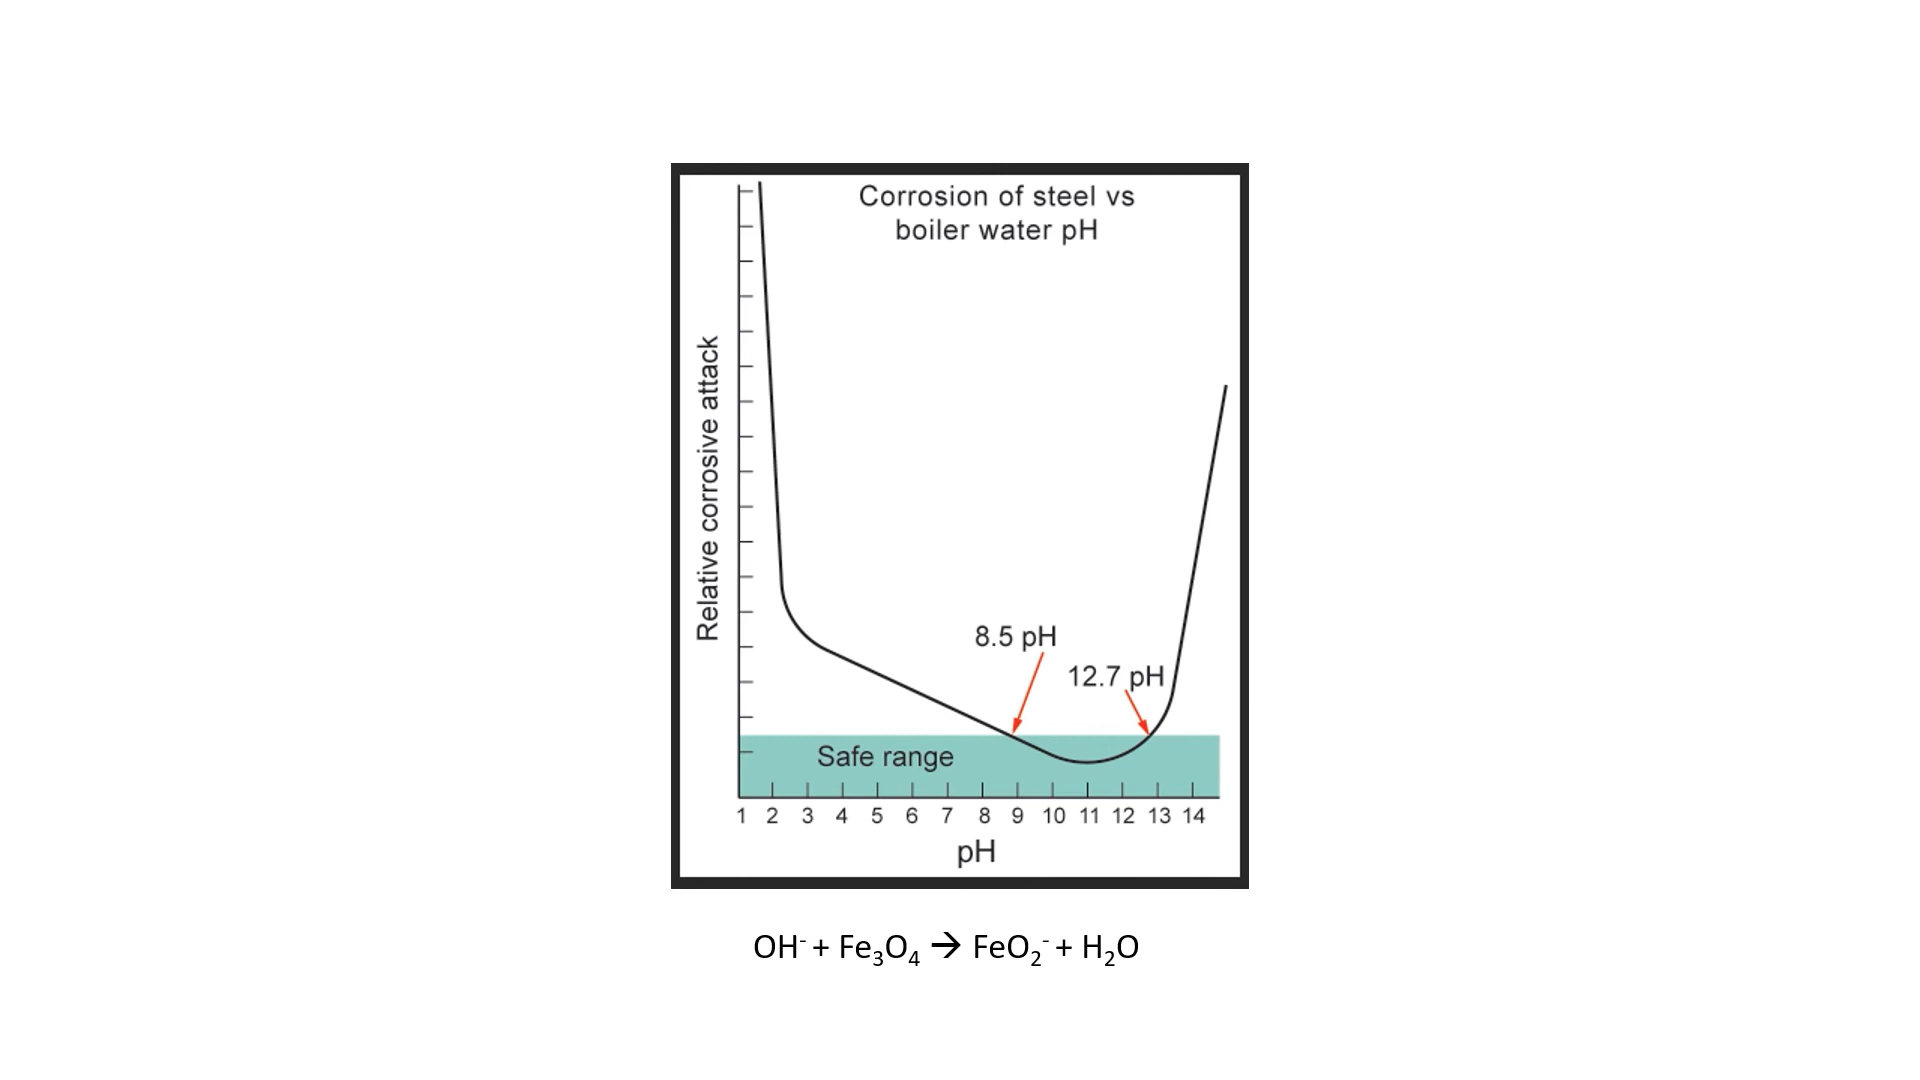 Corrosion of steel vs
boiler water pH
Relative corrosive attack
8.5 pH
12.7 pH
Safe range
1 2 3 4 5 6 7 8 9 10 11 12 13 14
pH
OH⁻ + Fe₃O₄ → FeO₂⁻ + H₂O